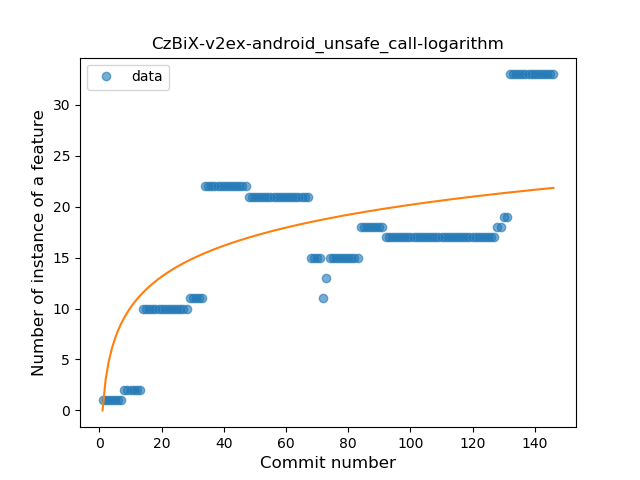 CzBiX-v2ex-android_unsafe_call-logarithm
data
Number of instance of a feature
30
25
20
15
10
5
0
0 20 40 60 80 100 120 140
Commit number